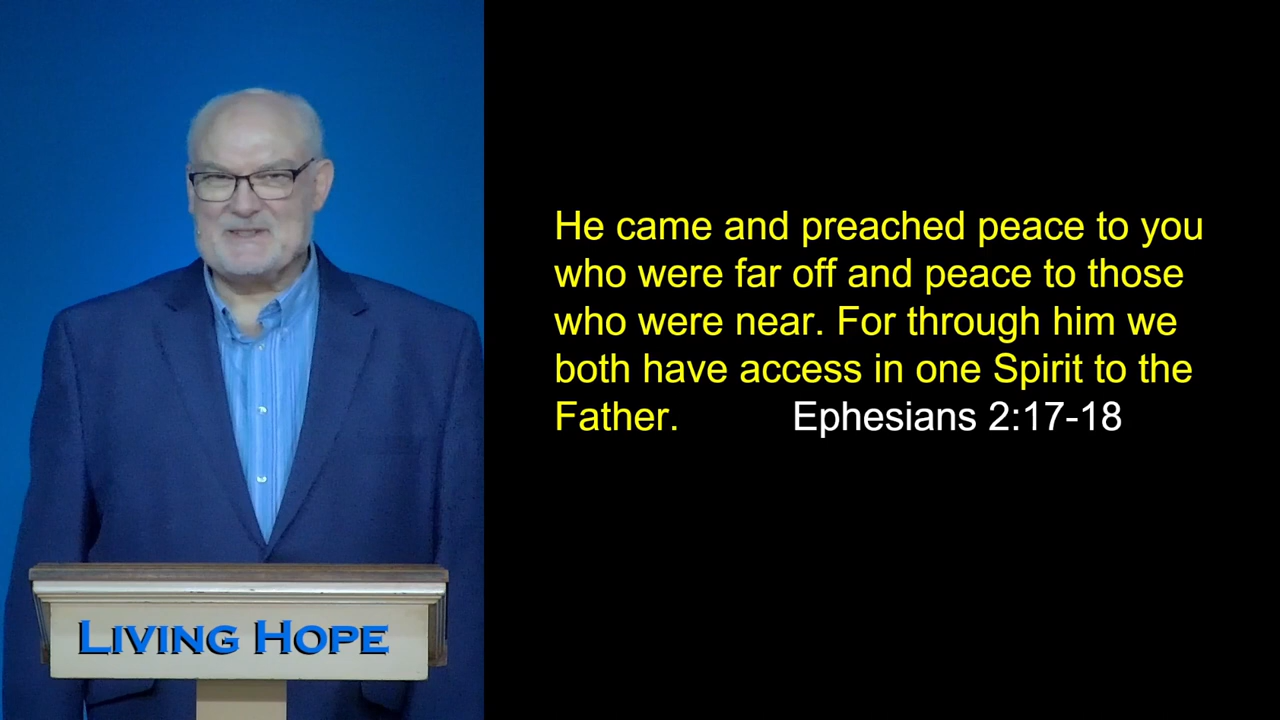 He came and preached peace to you
who were far off and peace to those
who were near. For through him we
both have access in one Spirit to the
Father. Ephesians 2:17-18
LIVING HOPE